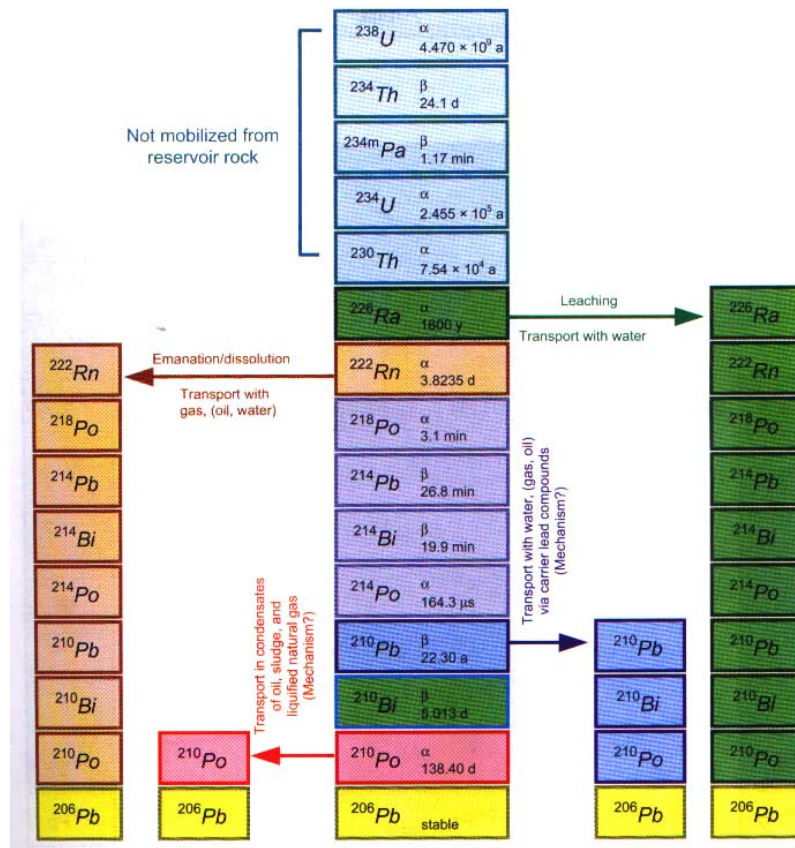 ²³⁸U α
4.470 × 10⁹ a
²³⁴Th β
24.1 d
²³⁴ᵐPa β
1.17 min
²³⁴U α
2.455 × 10⁵ a
²³⁰Th α
7.54 × 10⁴ a
Not mobilized from
reservoir rock
²²⁶Ra α
1600 y
Leaching
Transport with water
²²²Rn α
3.8235 d
Emanation/dissolution
Transport with
gas, (oil, water)
²¹⁸Po α
3.1 min
²¹⁴Pb β
26.8 min
²¹⁴Bi β
19.9 min
²¹⁴Po α
164.3 µs
²¹⁰Pb β
22.30 a
²¹⁰Bi β
5.013 d
²¹⁰Po α
138.40 d
²⁰⁶Pb stable
²²²Rn
²¹⁸Po
²¹⁴Pb
²¹⁴Bi
²¹⁴Po
²¹⁰Pb
²¹⁰Bi
²¹⁰Po
²⁰⁶Pb
Transport in condensates
of oil, sludge, and
liquified natural gas
(Mechanism?)
²¹⁰Po
²⁰⁶Pb
Transport with water, (gas, oil)
via carrier lead compounds
(Mechanism?)
²¹⁰Pb
²¹⁰Bi
²¹⁰Po
²⁰⁶Pb
²²⁶Ra
²²²Rn
²¹⁸Po
²¹⁴Pb
²¹⁴Bi
²¹⁴Po
²¹⁰Pb
²¹⁰Bi
²¹⁰Po
²⁰⁶Pb